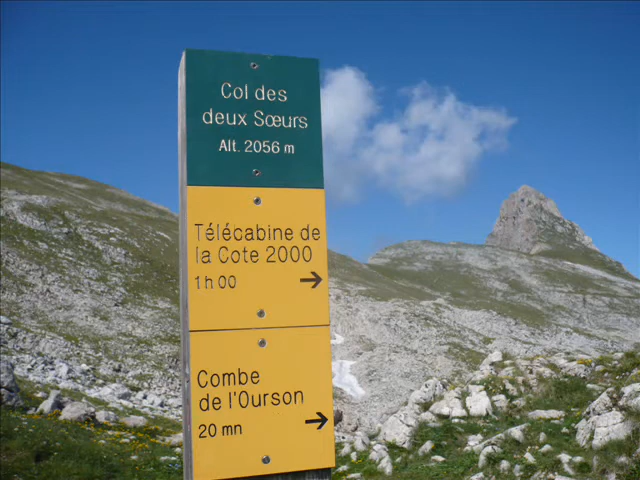 Col des
deux Sœurs
Alt. 2056 m
Télécabine de
la Cote 2000
1h00
Combe
de l'Ourson
20 mn